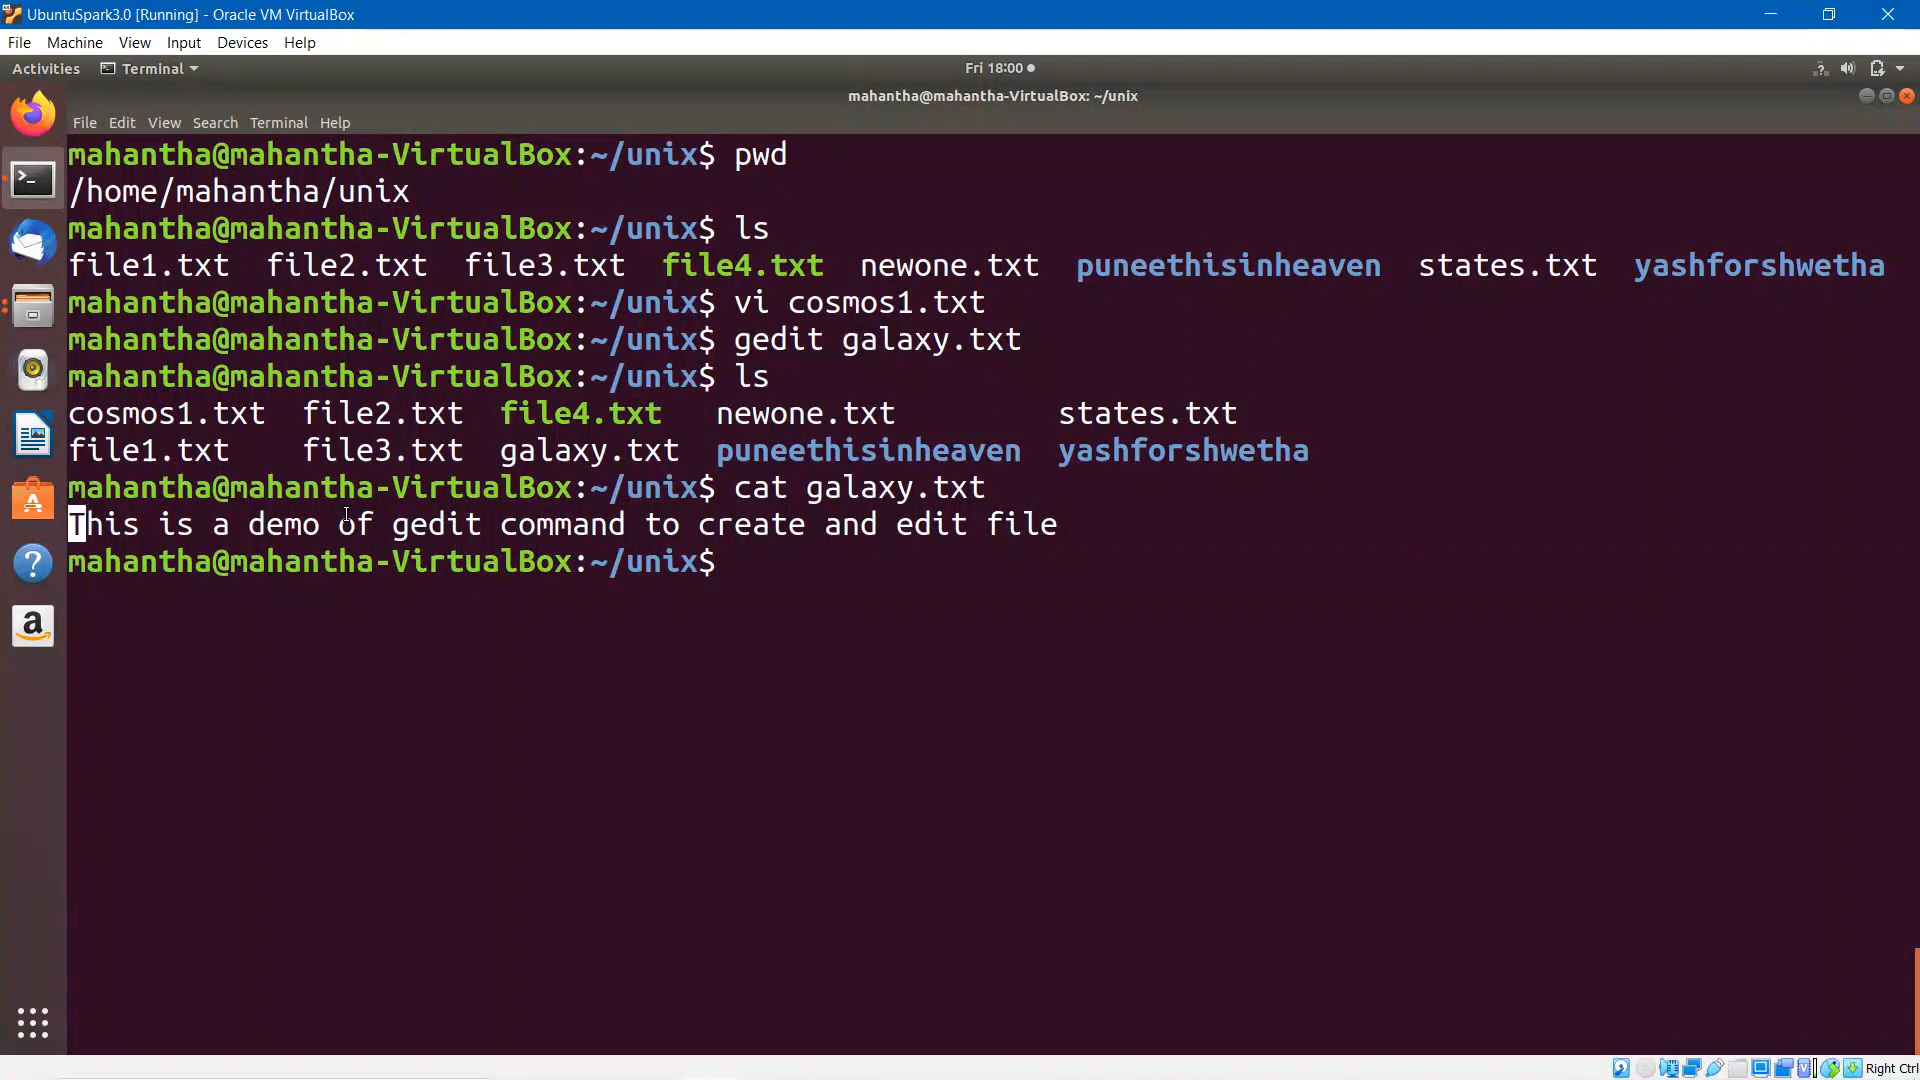 UbuntuSpark3.0 [Running] - Oracle VM VirtualBox
File Machine View Input Devices Help
Activities Terminal Fri 18:00
mahantha@mahantha-VirtualBox: ~/unix
File Edit View Search Terminal Help
mahantha@mahantha-VirtualBox:~/unix$ pwd
/home/mahantha/unix
mahantha@mahantha-VirtualBox:~/unix$ ls
file1.txt file2.txt file3.txt file4.txt newone.txt puneethisinheaven states.txt yashforshwetha
mahantha@mahantha-VirtualBox:~/unix$ vi cosmos1.txt
mahantha@mahantha-VirtualBox:~/unix$ gedit galaxy.txt
mahantha@mahantha-VirtualBox:~/unix$ ls
cosmos1.txt file2.txt file4.txt newone.txt states.txt
file1.txt file3.txt galaxy.txt puneethisinheaven yashforshwetha
mahantha@mahantha-VirtualBox:~/unix$ cat galaxy.txt
This is a demo of gedit command to create and edit file
mahantha@mahantha-VirtualBox:~/unix$
Right Ctrl